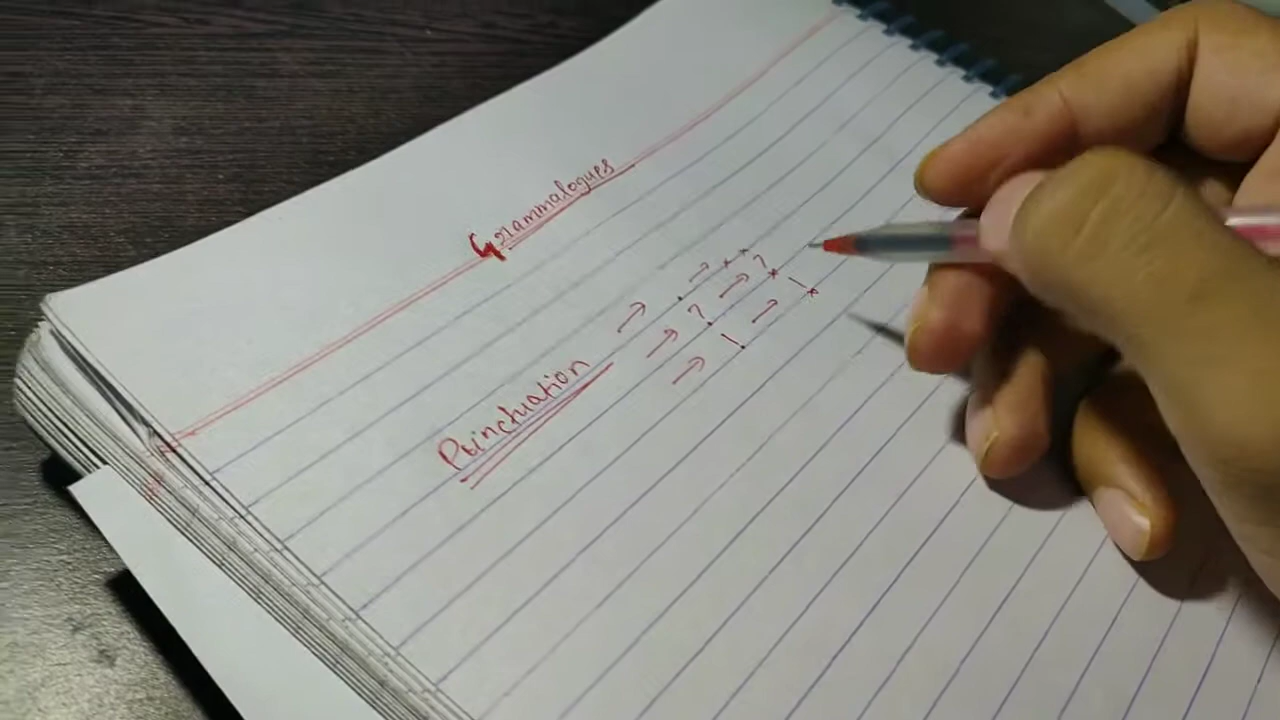 Grammalogues
Punctuation → . → x x
→ ? → ?x
→ ! → !x